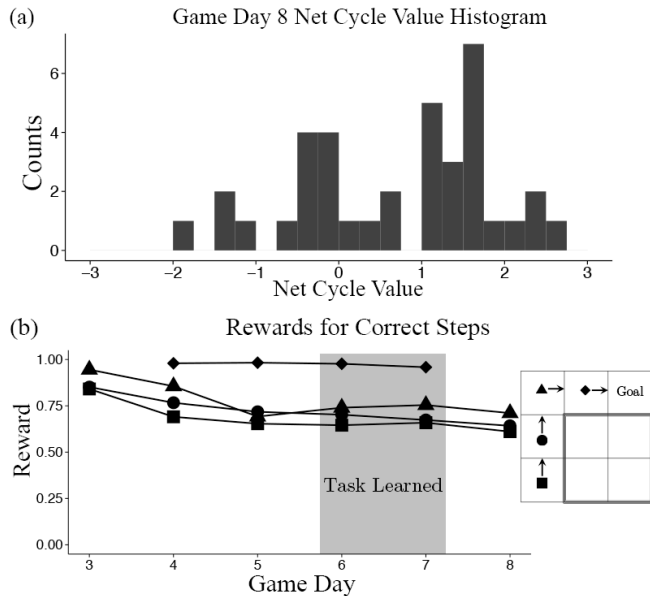 (a) Game Day 8 Net Cycle Value Histogram
Counts
6
4
2
0
−3 −2 −1 0 1 2 3
Net Cycle Value
(b) Rewards for Correct Steps
Reward
1.00
0.75
0.50
0.25
0.00
Task Learned
3 4 5 6 7 8
Game Day
Goal